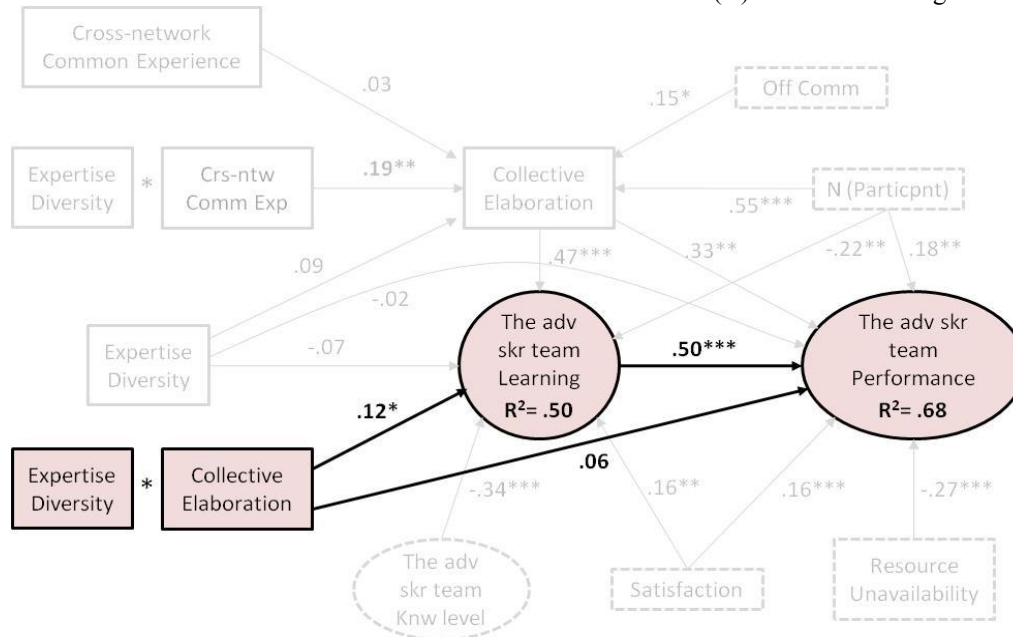 Cross-network
Common Experience
Off Comm
.03
.15*
Expertise
Diversity
*
Crs-ntw
Comm Exp
.19**
Collective
Elaboration
N (Particpnt)
.55***
.09
.47***
.33**
-.22**
.18**
-.02
Expertise
Diversity
-.07
The adv
skr team
Learning
R²= .50
.50***
The adv skr
team
Performance
R²= .68
.12*
.06
Expertise
Diversity
*
Collective
Elaboration
-.34***
.16**
.16***
-.27***
The adv
skr team
Knw level
Satisfaction
Resource
Unavailability